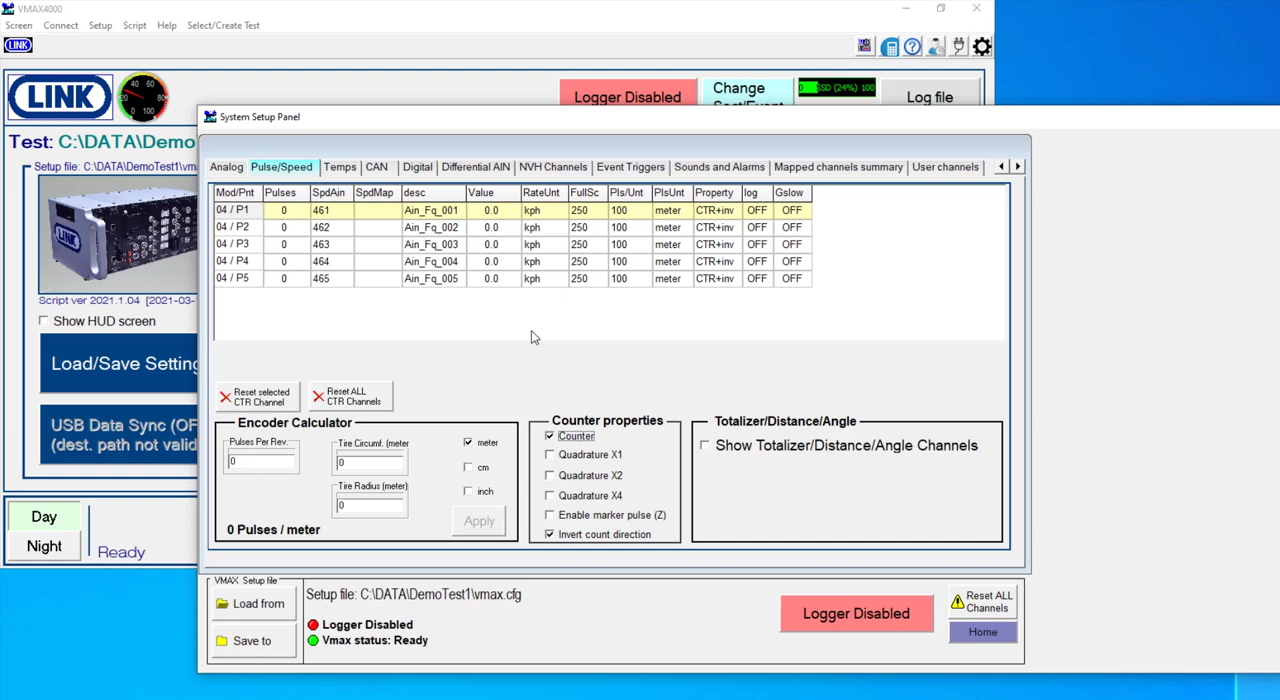 VMAX4000
Screen Connect Setup Script Help Select/Create Test
LINK
LINK
20 40 60 80 0 100
Logger Disabled
Change
0 SSD (24%) 100
Log file
System Setup Panel
Test: C:\DATA\Demo
Setup file: C:\DATA\DemoTest1\vm
LINK
Script ver 2021.1.04 [2021-03-
Show HUD screen
Load/Save Setting
USB Data Sync (OF
(dest. path not valid
Day
Night
Ready
Analog Pulse/Speed Temps CAN Digital Differential AIN NVH Channels Event Triggers Sounds and Alarms Mapped channels summary User channels
Mod/Pnt Pulses SpdAin SpdMap desc Value RateUnt FullSc Pls/Unt PlsUnt Property log Gslow
04 / P1 0 461 Ain_Fq_001 0.0 kph 250 100 meter CTR+inv OFF OFF
04 / P2 0 462 Ain_Fq_002 0.0 kph 250 100 meter CTR+inv OFF OFF
04 / P3 0 463 Ain_Fq_003 0.0 kph 250 100 meter CTR+inv OFF OFF
04 / P4 0 464 Ain_Fq_004 0.0 kph 250 100 meter CTR+inv OFF OFF
04 / P5 0 465 Ain_Fq_005 0.0 kph 250 100 meter CTR+inv OFF OFF
Reset selected
CTR Channel
Reset ALL
CTR Channels
Encoder Calculator
Pulses Per Rev.
0
Tire Circumf. (meter
0
Tire Radius (meter)
0
meter
cm
inch
Apply
0 Pulses / meter
Counter properties
Counter
Quadrature X1
Quadrature X2
Quadrature X4
Enable marker pulse (Z)
Invert count direction
Totalizer/Distance/Angle
Show Totalizer/Distance/Angle Channels
VMAX Setup file
Load from
Save to
Setup file: C:\DATA\DemoTest1\vmax.cfg
Logger Disabled
Vmax status: Ready
Logger Disabled
Reset ALL
Channels
Home